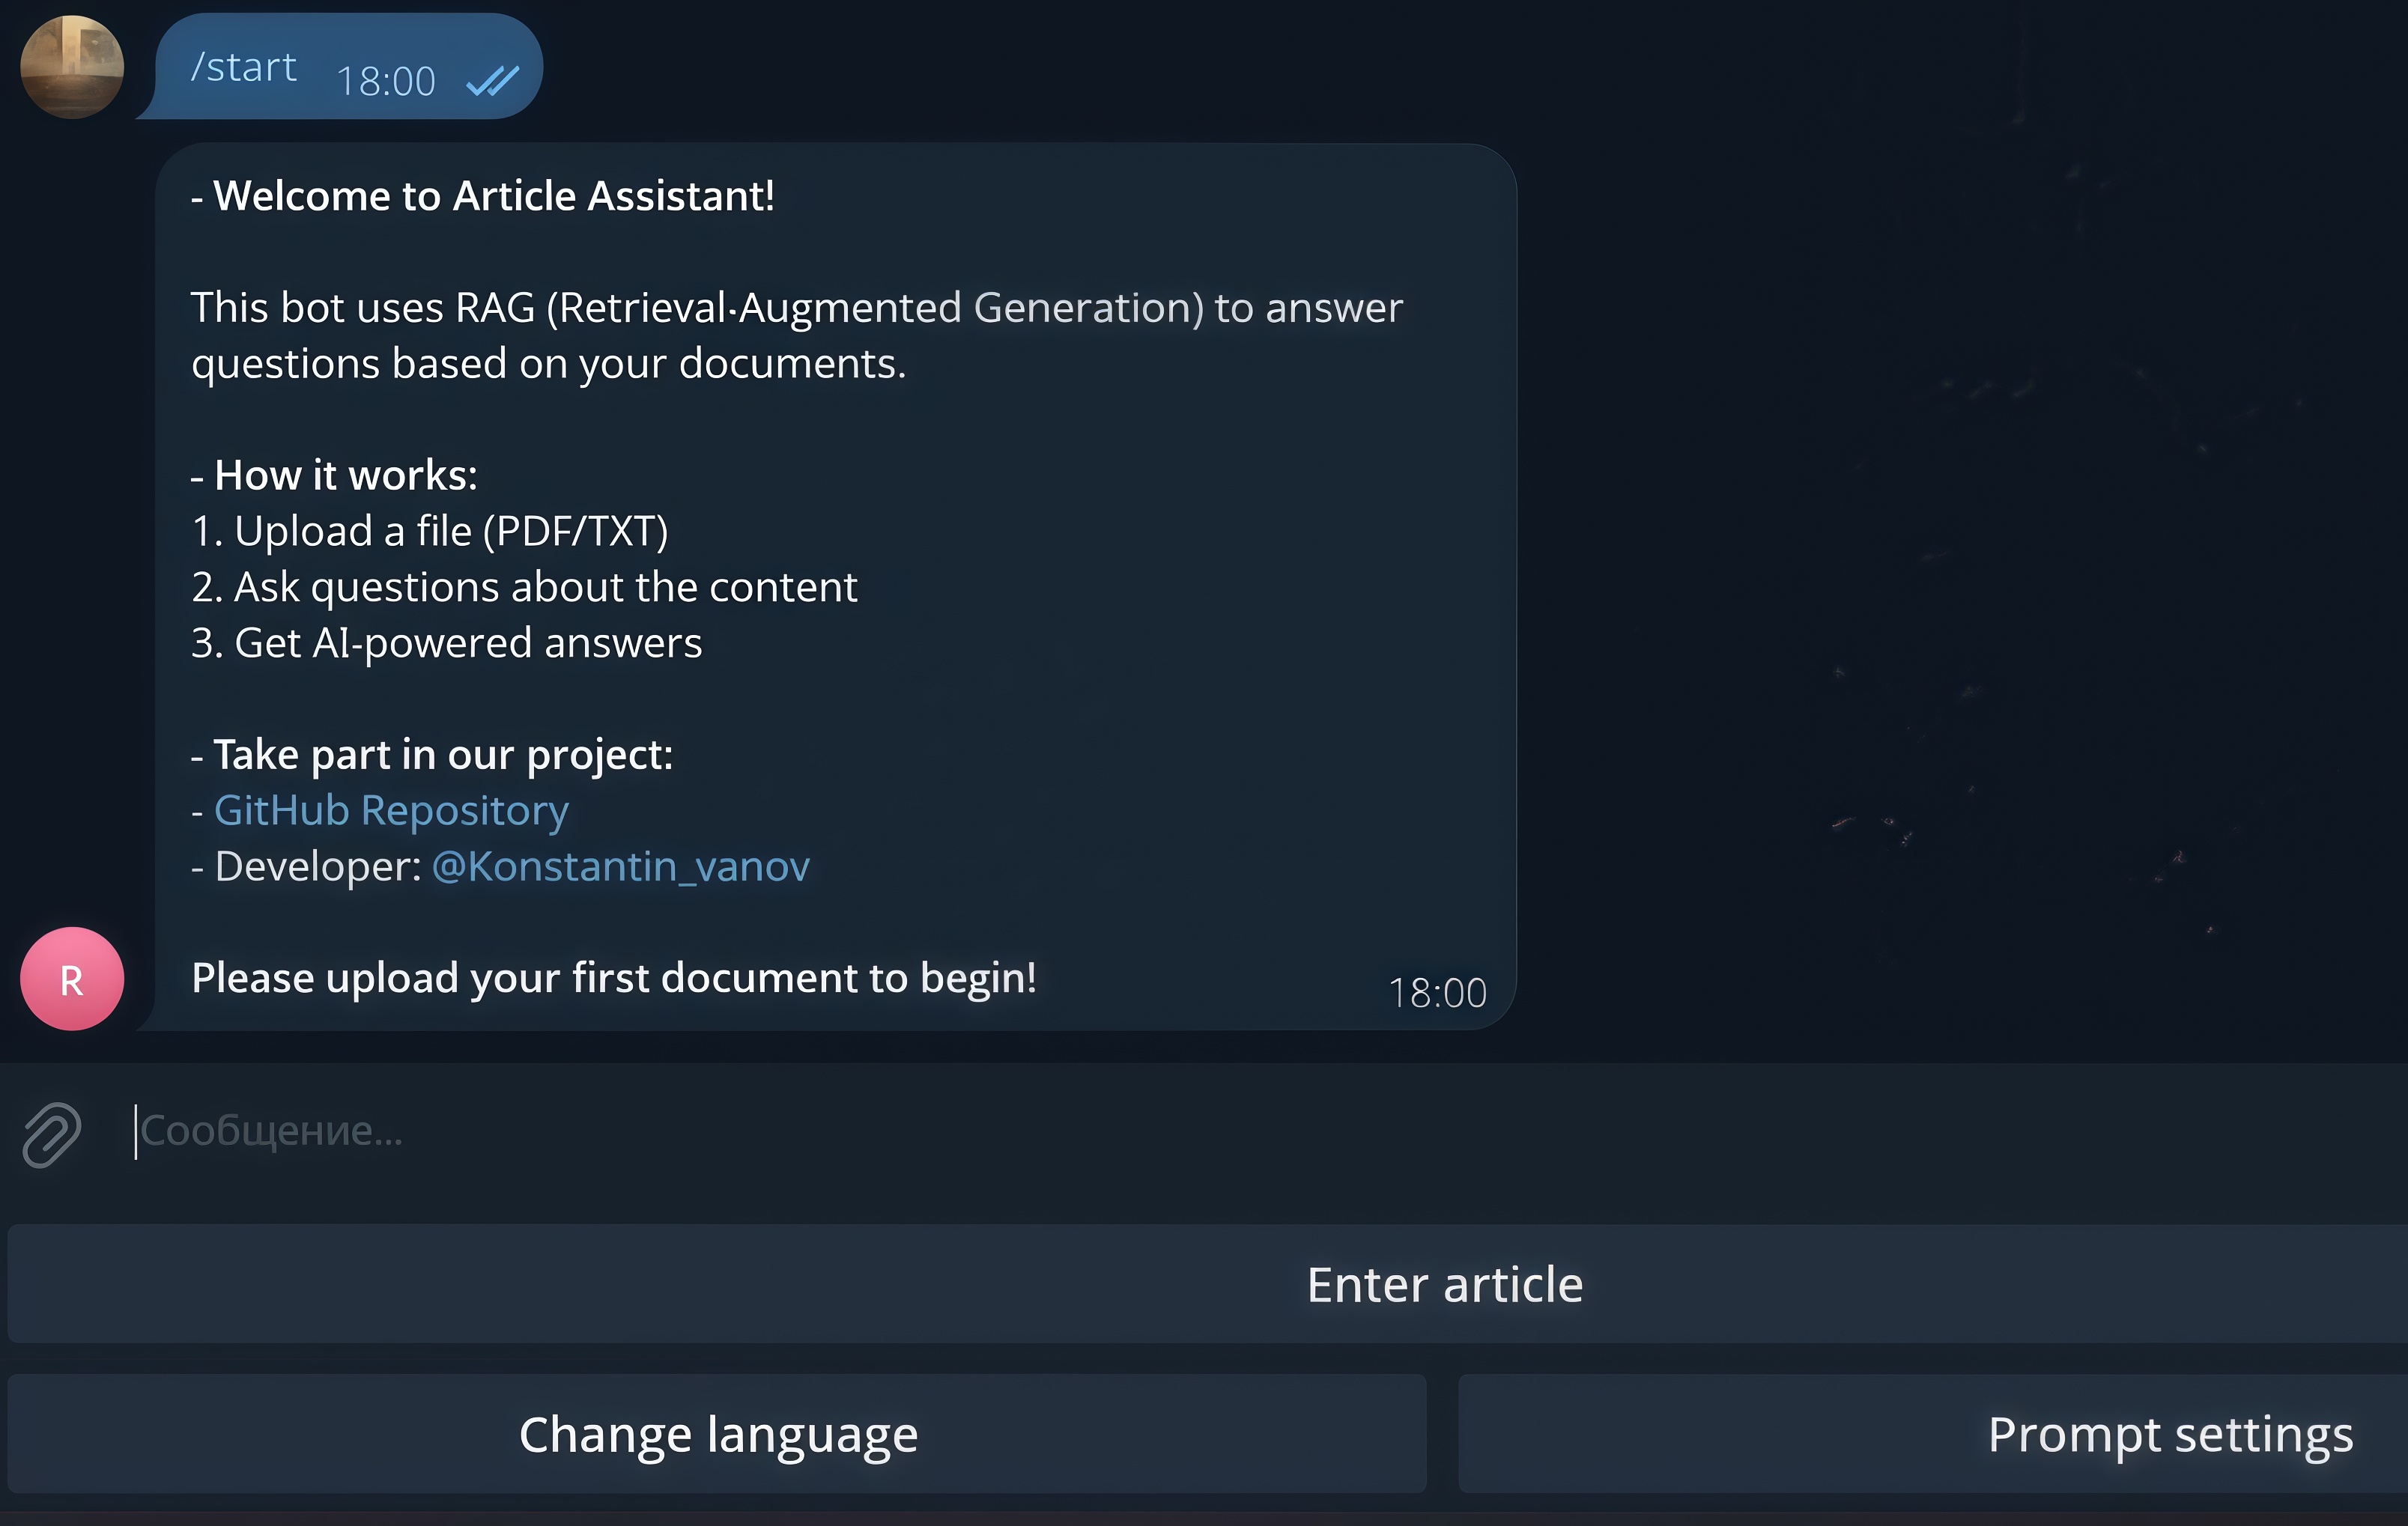 /start 18:00
- Welcome to Article Assistant!
This bot uses RAG (Retrieval-Augmented Generation) to answer
questions based on your documents.
- How it works:
1. Upload a file (PDF/TXT)
2. Ask questions about the content
3. Get AI-powered answers
- Take part in our project:
- GitHub Repository
- Developer: @Konstantin_vanov
R
Please upload your first document to begin! 18:00
Сообщение...
Enter article
Change language
Prompt settings